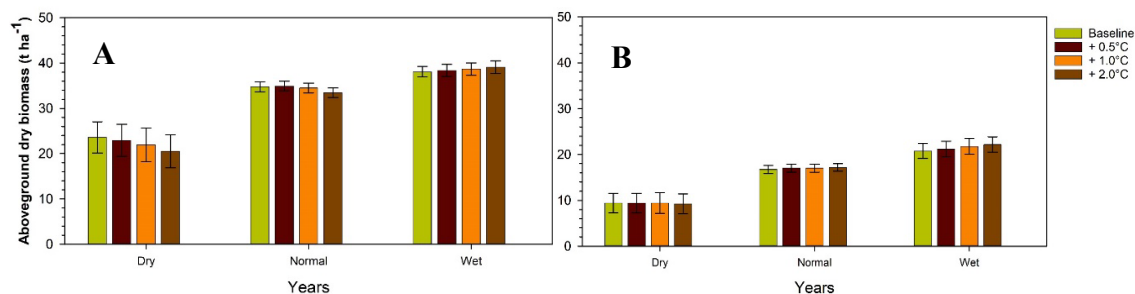 Aboveground dry biomass (t ha⁻¹)
50
40
30
20
10
0
A
Dry
Normal
Wet
Years
50
40
30
20
10
0
B
Dry
Normal
Wet
Years
Baseline
+ 0.5°C
+ 1.0°C
+ 2.0°C